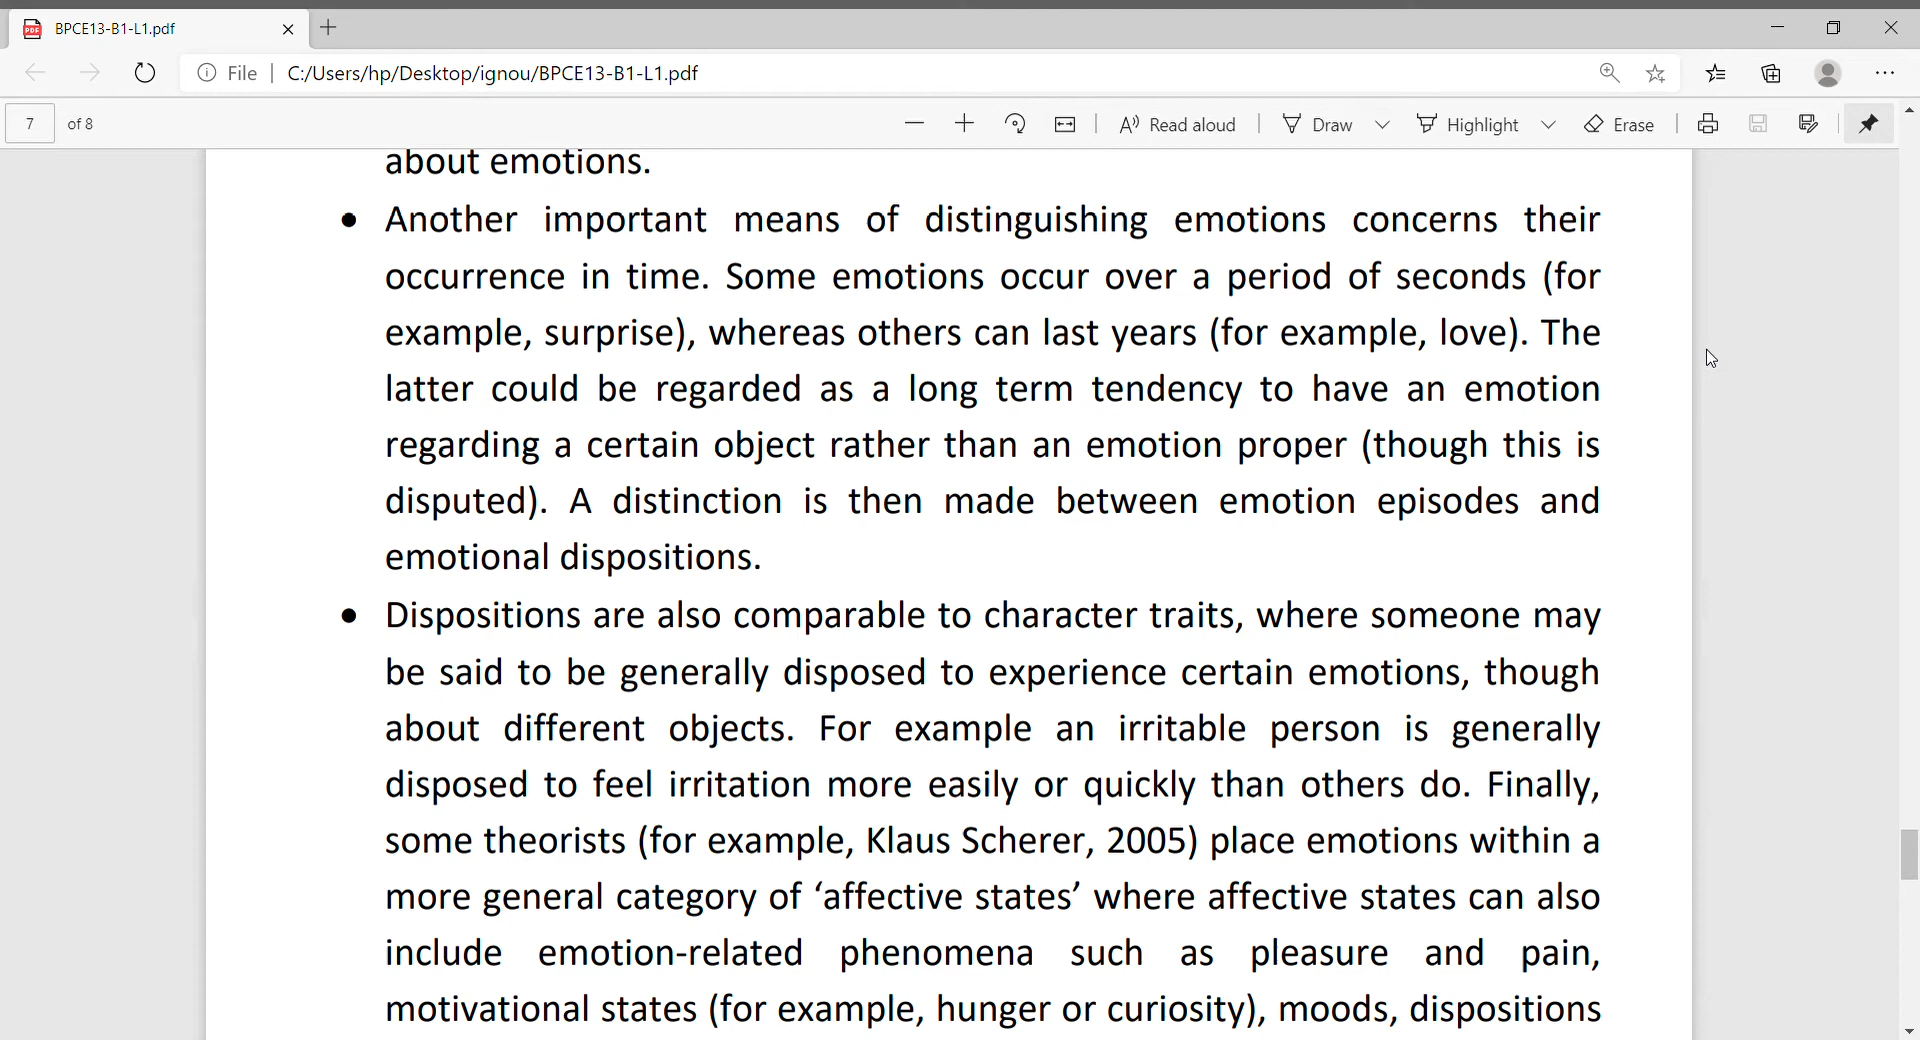 BPCE13-B1-L1.pdf
File | C:/Users/hp/Desktop/ignou/BPCE13-B1-L1.pdf
7 of 8 Read aloud Draw Highlight Erase
about emotions.
• Another important means of distinguishing emotions concerns their
occurrence in time. Some emotions occur over a period of seconds (for
example, surprise), whereas others can last years (for example, love). The
latter could be regarded as a long term tendency to have an emotion
regarding a certain object rather than an emotion proper (though this is
disputed). A distinction is then made between emotion episodes and
emotional dispositions.
• Dispositions are also comparable to character traits, where someone may
be said to be generally disposed to experience certain emotions, though
about different objects. For example an irritable person is generally
disposed to feel irritation more easily or quickly than others do. Finally,
some theorists (for example, Klaus Scherer, 2005) place emotions within a
more general category of ‘affective states’ where affective states can also
include emotion-related phenomena such as pleasure and pain,
motivational states (for example, hunger or curiosity), moods, dispositions